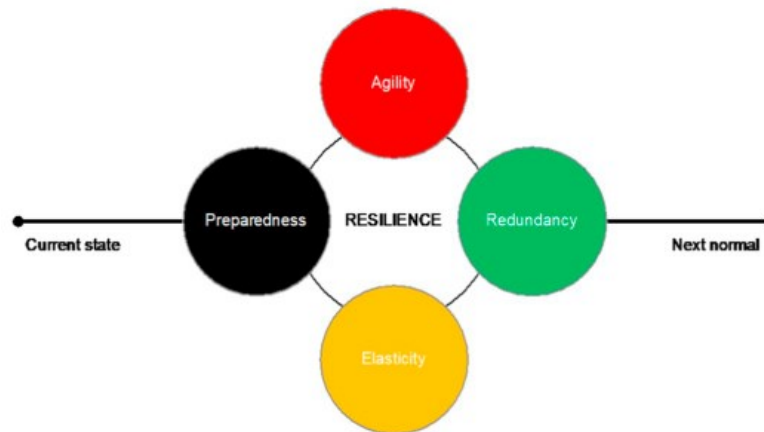 Agility
Preparedness
RESILIENCE
Redundancy
Current state
Next normal
Elasticity